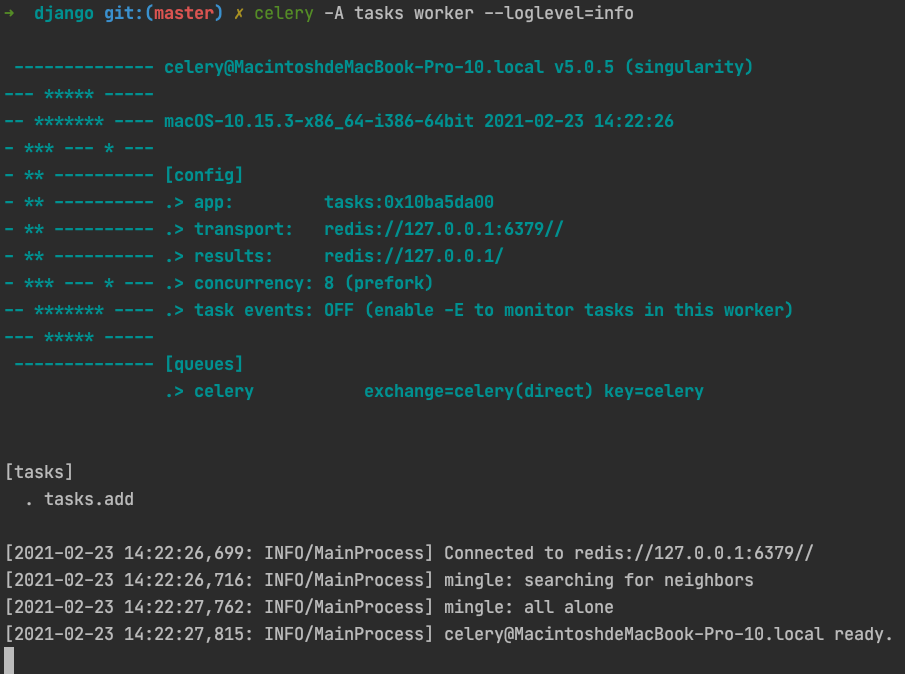 →  django git:(master) ✗ celery -A tasks worker --loglevel=info
 -------------- celery@MacintoshdeMacBook-Pro-10.local v5.0.5 (singularity)
--- ***** -----
-- ******* ---- macOS-10.15.3-x86_64-i386-64bit 2021-02-23 14:22:26
- *** --- * ---
- ** ---------- [config]
- ** ---------- .> app:         tasks:0x10ba5da00
- ** ---------- .> transport:   redis://127.0.0.1:6379//
- ** ---------- .> results:     redis://127.0.0.1/
- *** --- * --- .> concurrency: 8 (prefork)
-- ******* ---- .> task events: OFF (enable -E to monitor tasks in this worker)
--- ***** -----
 -------------- [queues]
                .> celery           exchange=celery(direct) key=celery
[tasks]
  . tasks.add
[2021-02-23 14:22:26,699: INFO/MainProcess] Connected to redis://127.0.0.1:6379//
[2021-02-23 14:22:26,716: INFO/MainProcess] mingle: searching for neighbors
[2021-02-23 14:22:27,762: INFO/MainProcess] mingle: all alone
[2021-02-23 14:22:27,815: INFO/MainProcess] celery@MacintoshdeMacBook-Pro-10.local ready.